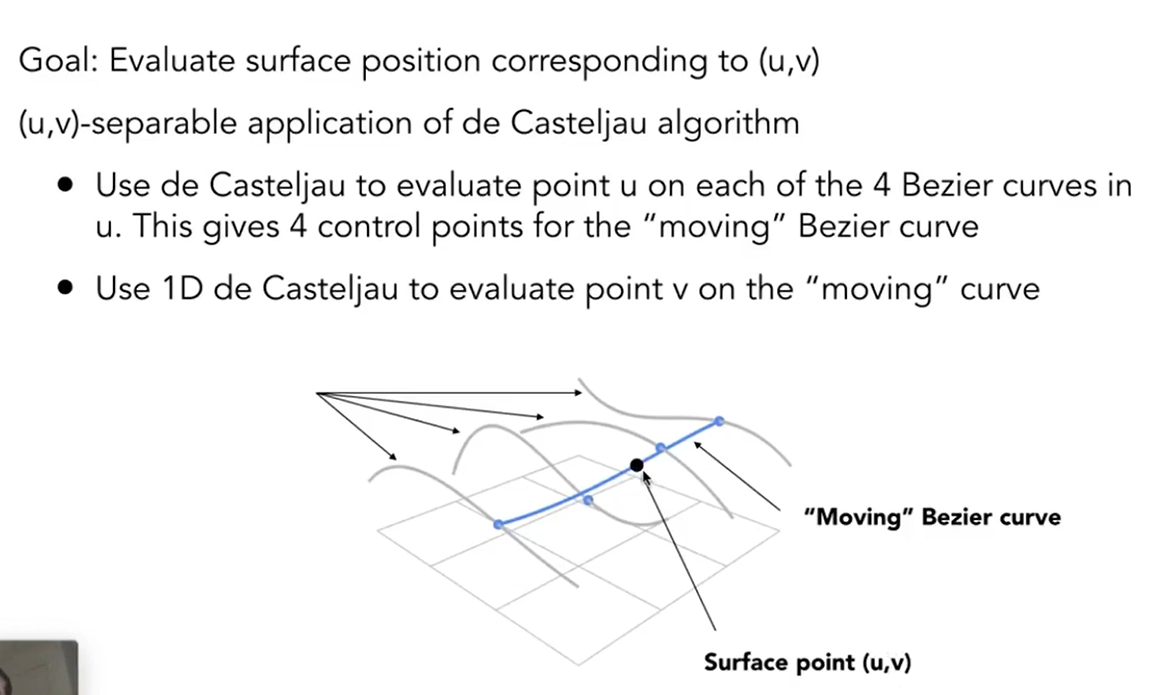 Goal: Evaluate surface position corresponding to (u,v)
(u,v)-separable application of de Casteljau algorithm
● Use de Casteljau to evaluate point u on each of the 4 Bezier curves in
u. This gives 4 control points for the “moving” Bezier curve
● Use 1D de Casteljau to evaluate point v on the “moving” curve
“Moving” Bezier curve
Surface point (u,v)